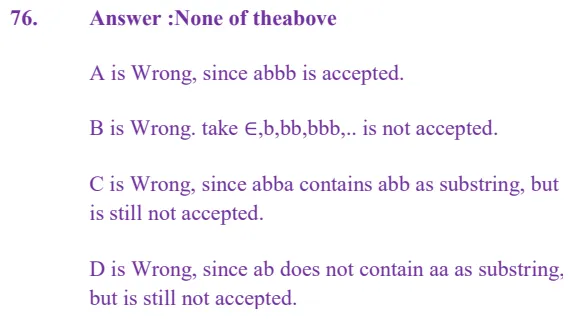 76. Answer :None of theabove
A is Wrong, since abbb is accepted.
B is Wrong. take ∈,b,bb,bbb,.. is not accepted.
C is Wrong, since abba contains abb as substring, but
is still not accepted.
D is Wrong, since ab does not contain aa as substring,
but is still not accepted.